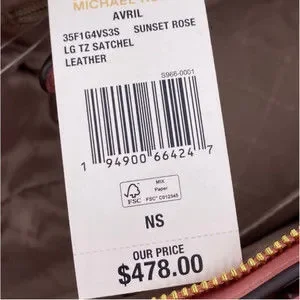 MICHAEL
AVRIL
35F1G4VS3S SUNSET ROSE
LG TZ SATCHEL
LEATHER
S966-0001
1 94900 66424 7
FSC
MIX
Paper
FSC® C012345
NS
OUR PRICE
$478.00